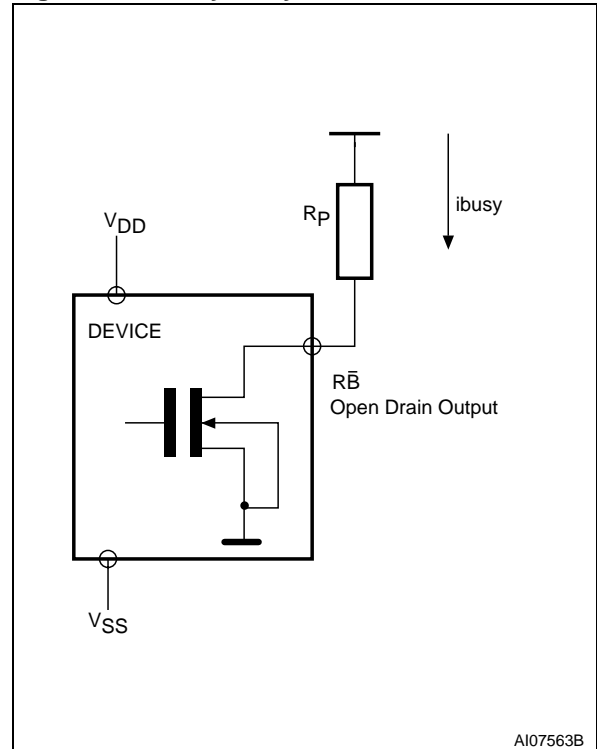 RP
ibusy
VDD
DEVICE
RB̄
Open Drain Output
VSS
AI07563B